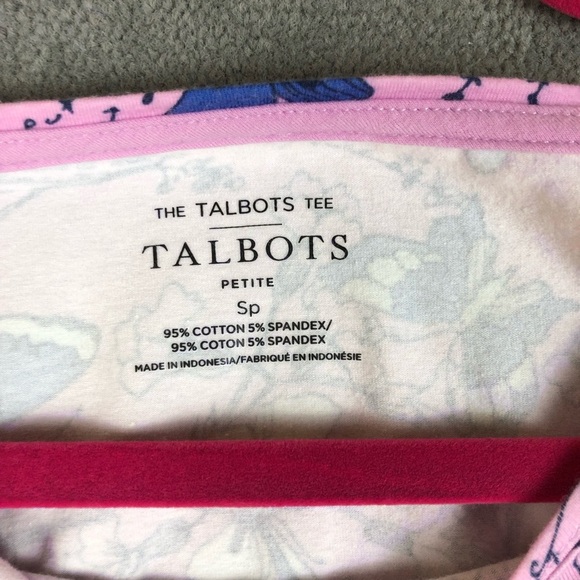 THE TALBOTS TEE
TALBOTS
PETITE
Sp
95% COTTON 5% SPANDEX/
95% COTON 5% SPANDEX
MADE IN INDONESIA/FABRIQUÉ EN INDONÉSIE